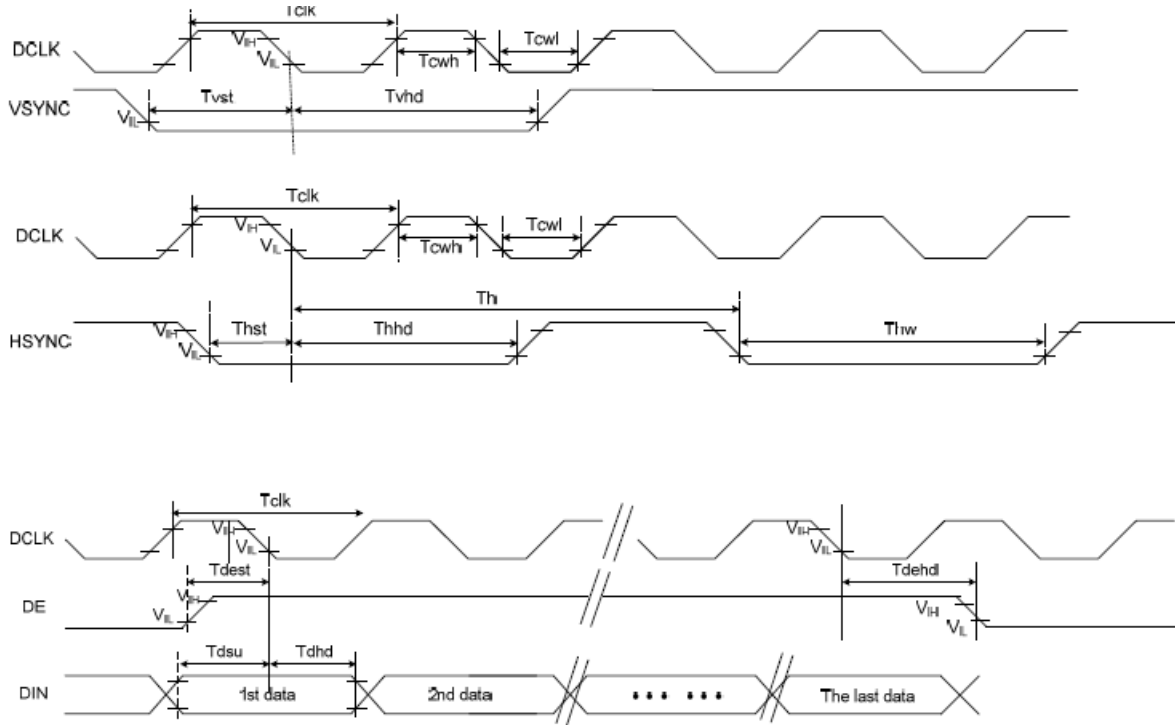 Tclk
DCLK VIH VIL Tcwh Tcwl
VSYNC VIL Tvst Tvhd
Tclk
DCLK VIH VIL Tcwh Tcwl
Th
HSYNC VIH VIL Thst Thhd Thw
Tclk
DCLK VIH VIL VIH VIL
Tdest Tdehd
DE VIH VIL VIH VIL
Tdsu Tdhd
DIN 1st data 2nd data ••• ••• The last data